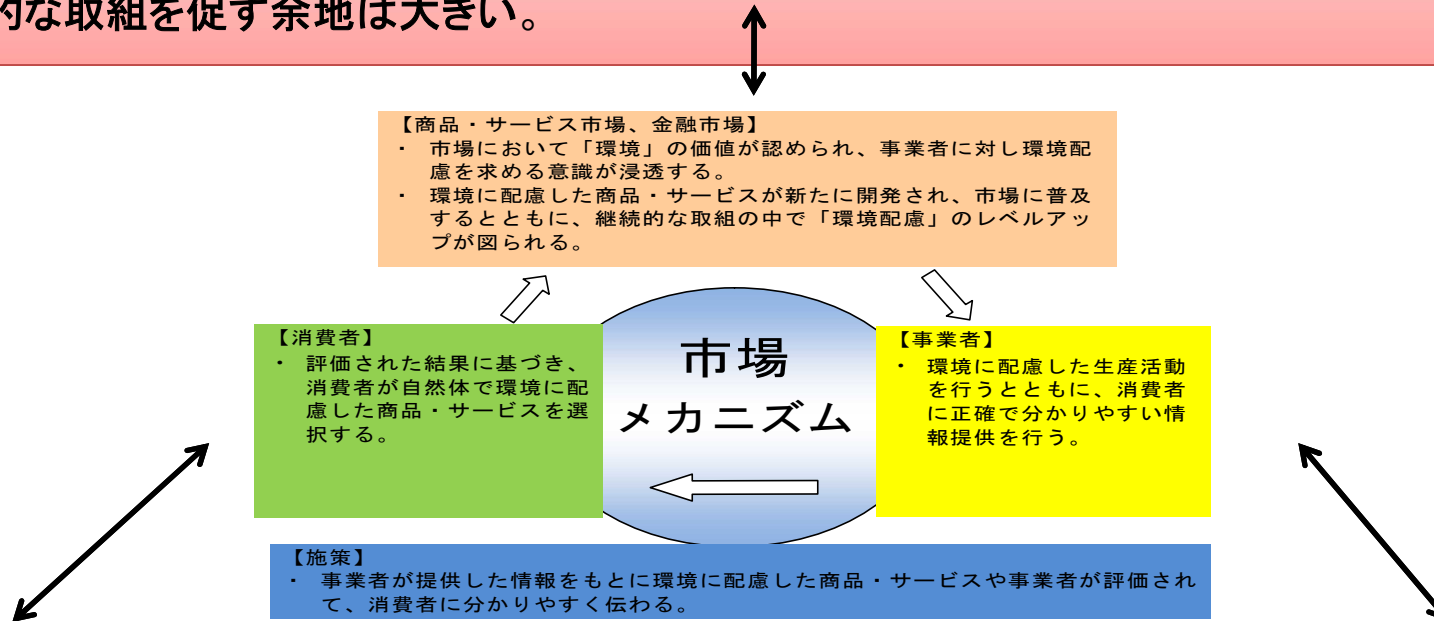 的な取組を促す余地は大きい。
【商品・サービス市場、金融市場】
・ 市場において「環境」の価値が認められ、事業者に対し環境配
慮を求める意識が浸透する。
・ 環境に配慮した商品・サービスが新たに開発され、市場に普及
するとともに、継続的な取組の中で「環境配慮」のレベルアッ
プが図られる。
【消費者】
・ 評価された結果に基づき、
消費者が自然体で環境に配
慮した商品・サービスを選
択する。
市場
メカニズム
【事業者】
・ 環境に配慮した生産活動
を行うとともに、消費者
に正確で分かりやすい情
報提供を行う。
【施策】
・ 事業者が提供した情報をもとに環境に配慮した商品・サービスや事業者が評価され
て、消費者に分かりやすく伝わる。